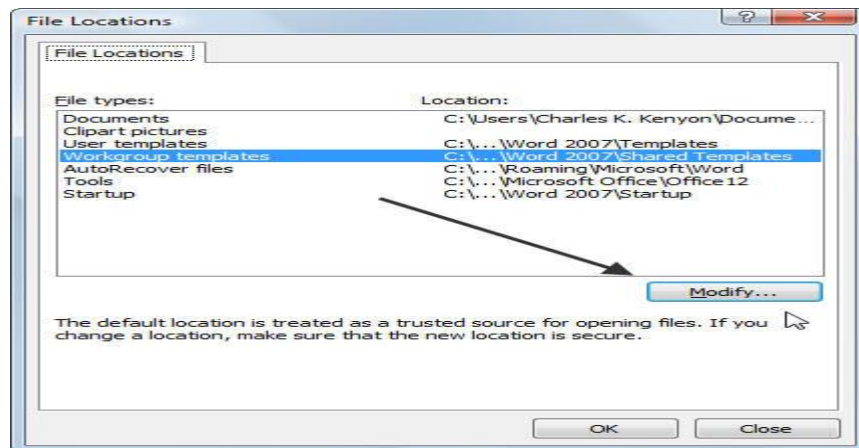 File Locations
File Locations
File types: Location:
Documents C:\Users\Charles K. Kenyon\Docume...
Clipart pictures
User templates C:\...\Word 2007\Templates
Workgroup templates C:\...\Word 2007\Shared Templates
AutoRecover files C:\...\Roaming\Microsoft\Word
Tools C:\...\Microsoft Office\Office12
Startup C:\...\Word 2007\Startup
Modify...
The default location is treated as a trusted source for opening files. If you
change a location, make sure that the new location is secure.
OK Close